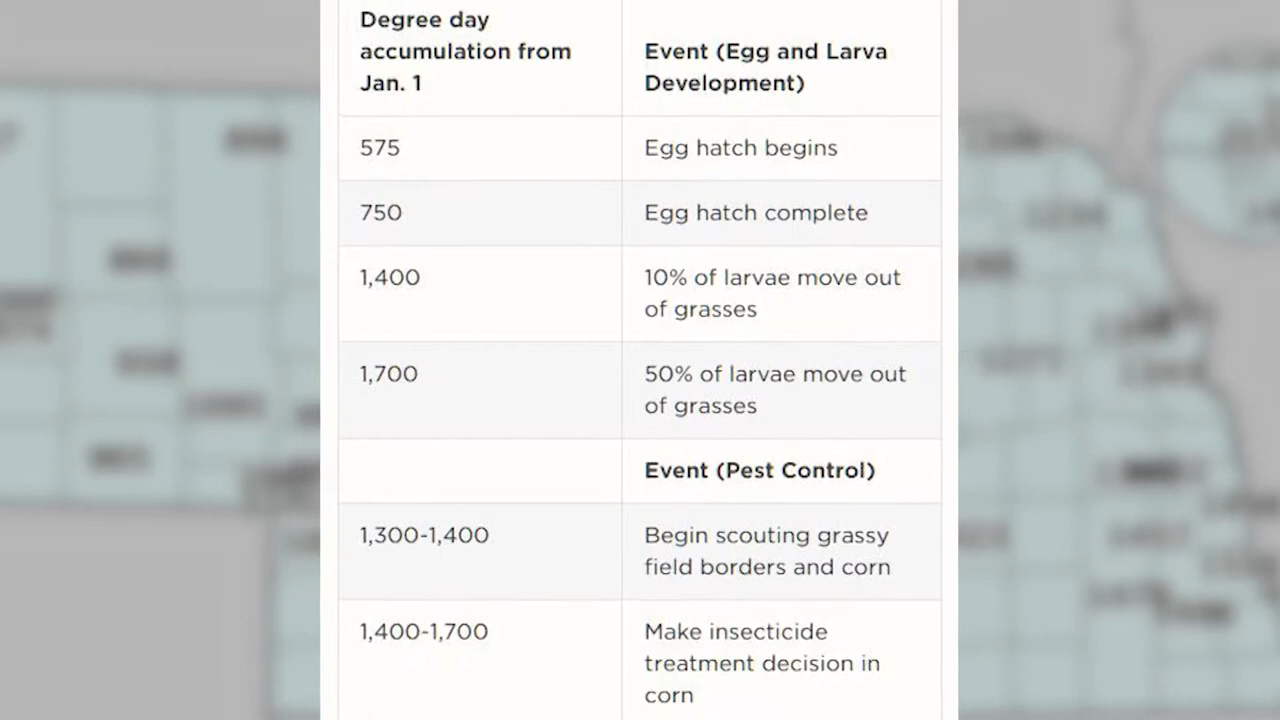 Degree day
accumulation from
Jan. 1
Event (Egg and Larva
Development)
575
Egg hatch begins
750
Egg hatch complete
1,400
10% of larvae move out
of grasses
1,700
50% of larvae move out
of grasses
Event (Pest Control)
1,300-1,400
Begin scouting grassy
field borders and corn
1,400-1,700
Make insecticide
treatment decision in
corn